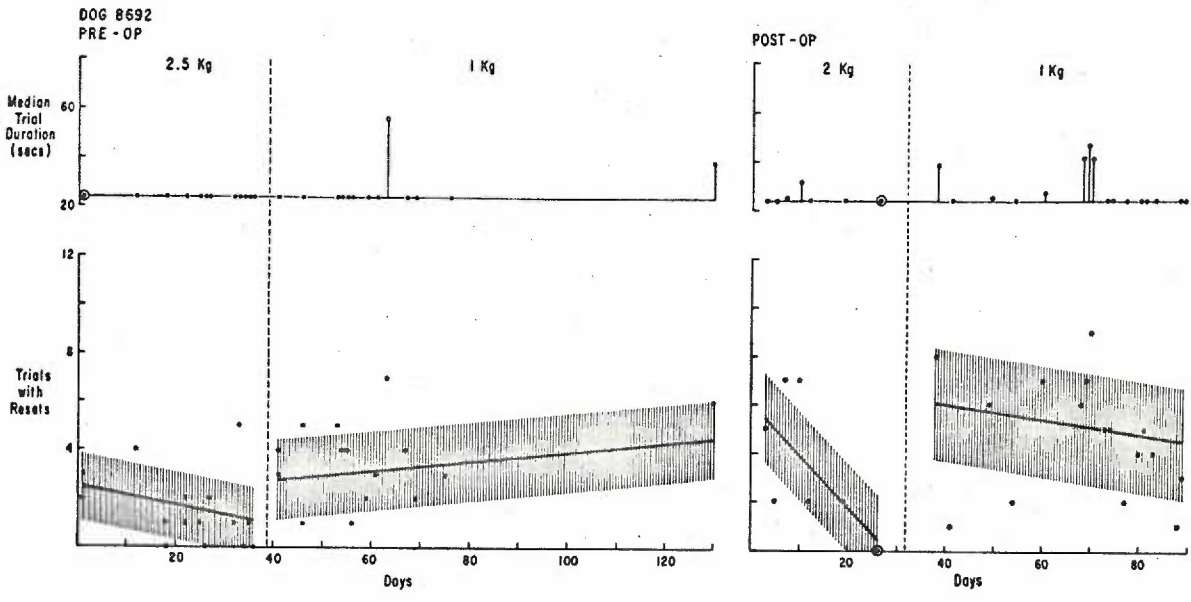 DOG 8692
PRE - OP
POST - OP
2.5 Kg
1 Kg
2 Kg
1 Kg
Median
Trial
Duration
(secs)
60
20
12
8
4
Trials
with
Resets
20
40
60
80
100
120
Days
20
40
60
80
Days